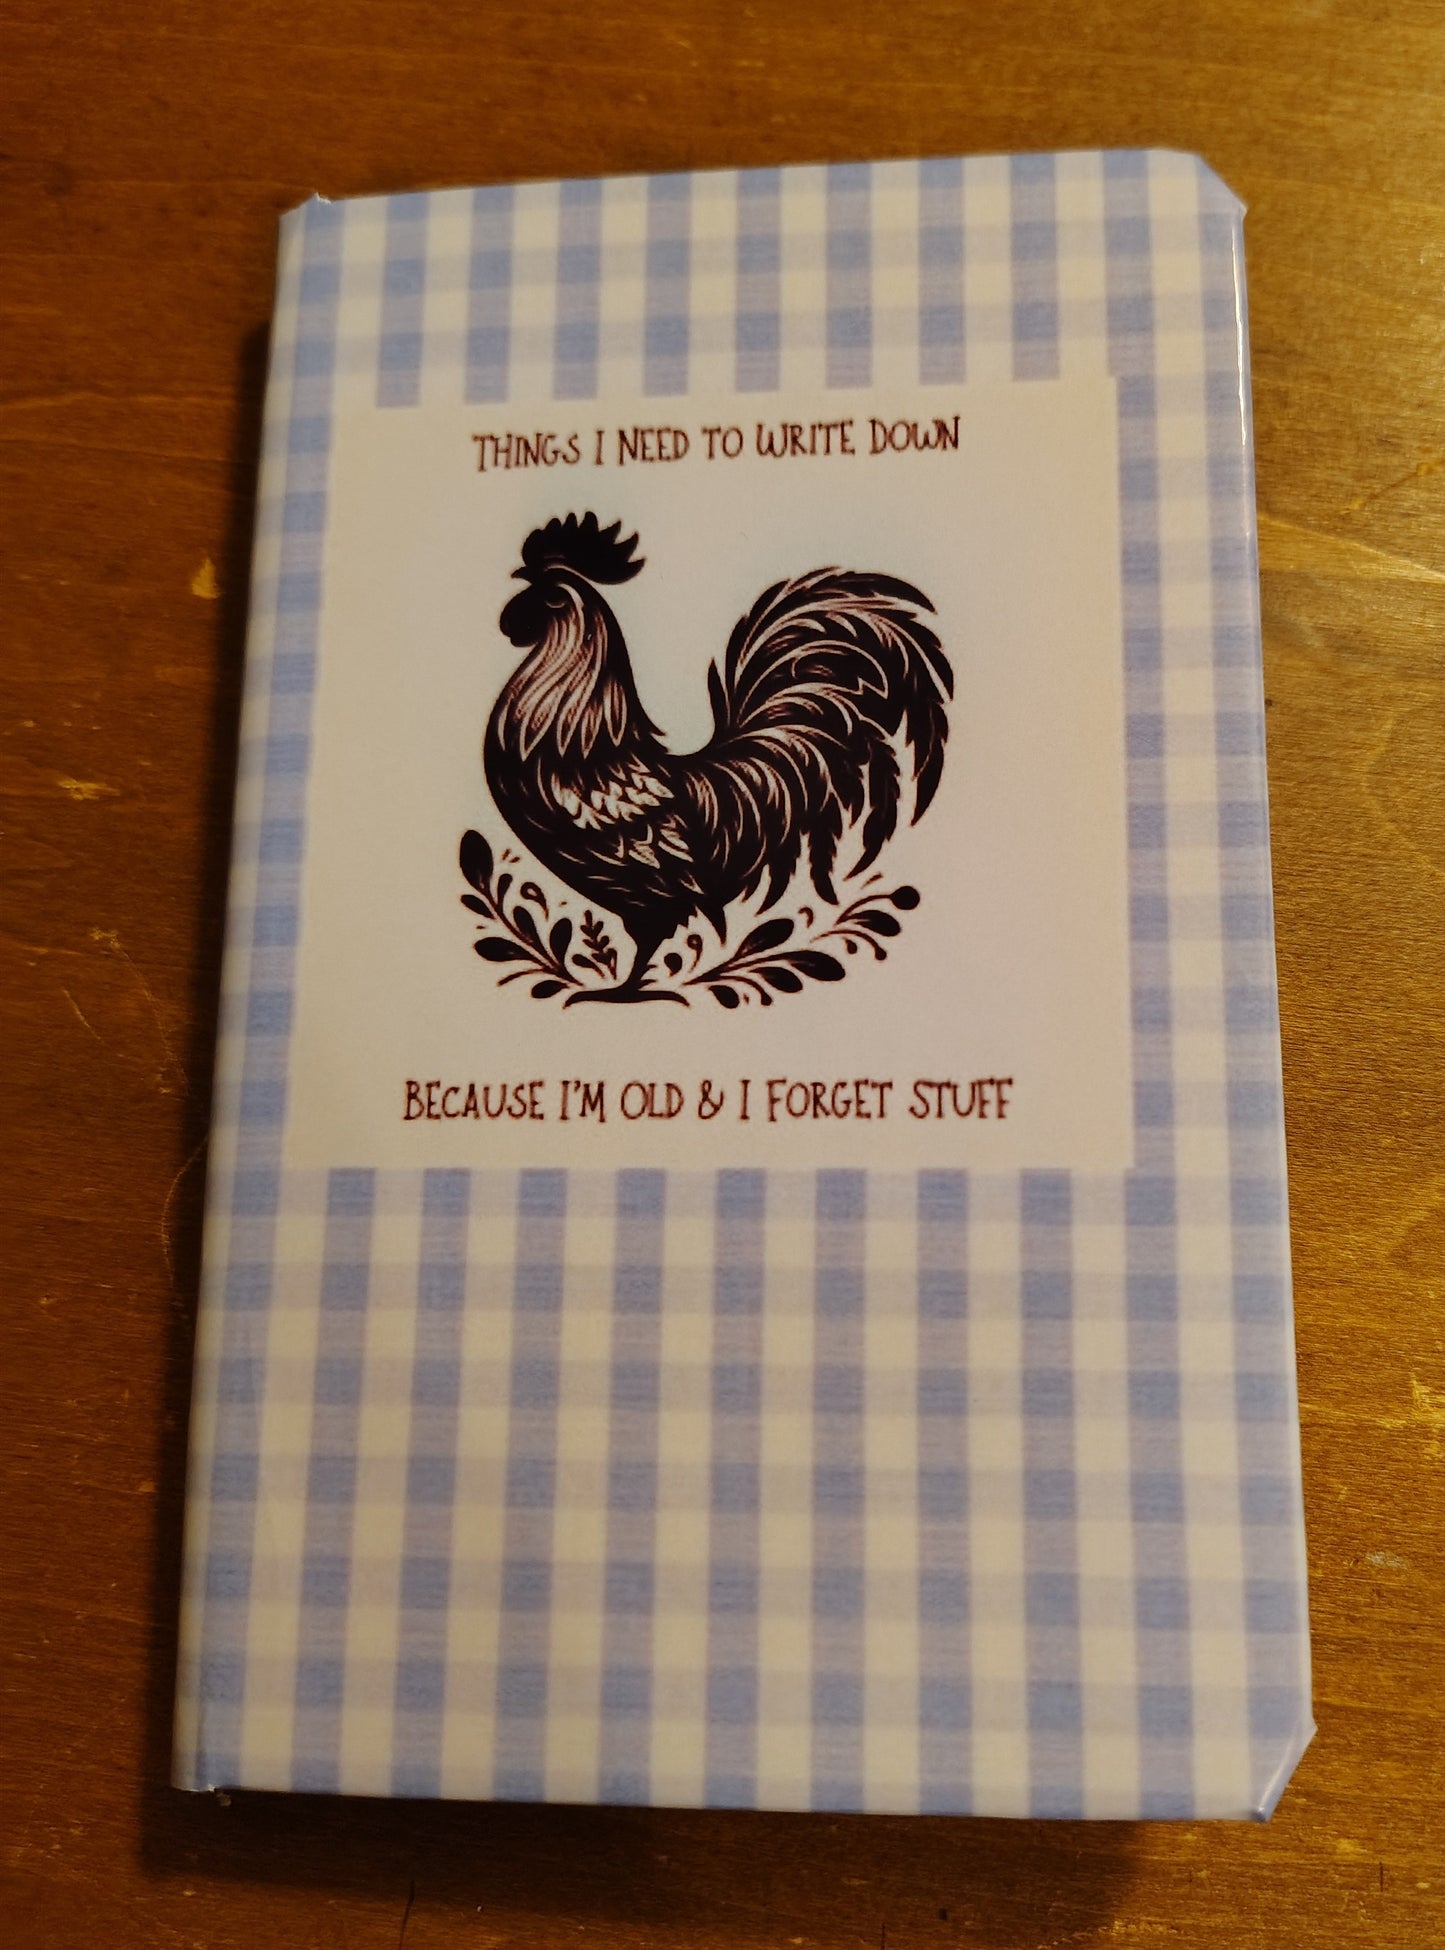 THINGS I NEED TO WRITE DOWN
BECAUSE I'M OLD & I FORGET STUFF